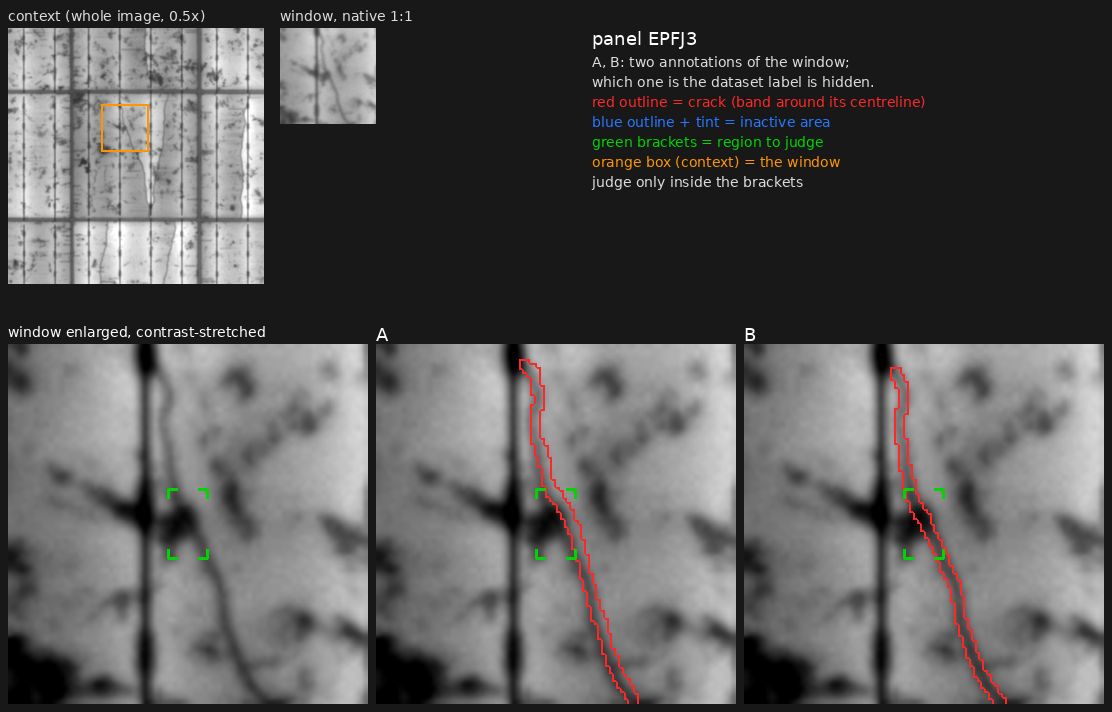 context (whole image, 0.5x)
window, native 1:1
panel EPFJ3
A, B: two annotations of the window;
which one is the dataset label is hidden.
red outline = crack (band around its centreline)
blue outline + tint = inactive area
green brackets = region to judge
orange box (context) = the window
judge only inside the brackets
window enlarged, contrast-stretched
A
B